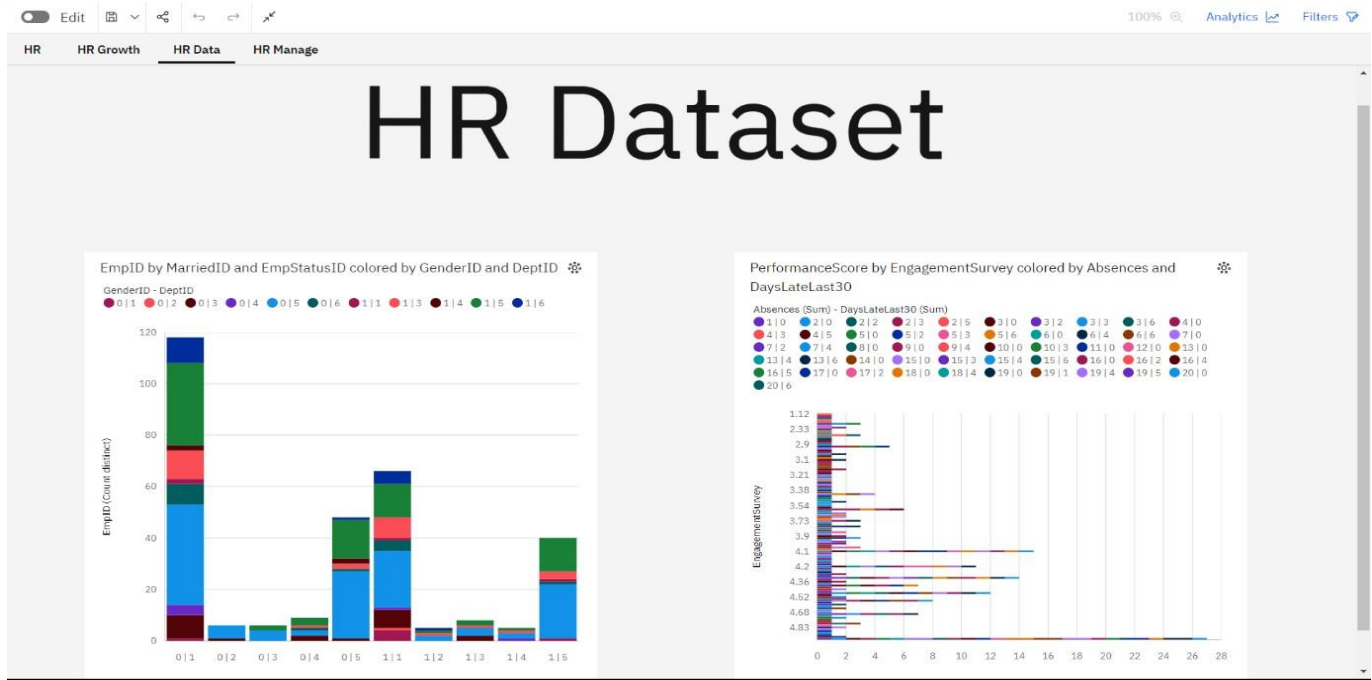 Edit
100% Analytics Filters
HR HR Growth HR Data HR Manage
HR Dataset
EmpID by MarriedID and EmpStatusID colored by GenderID and DeptID
GenderID - DeptID
0|1 0|2 0|3 0|4 0|5 0|6 1|1 1|3 1|4 1|5 1|6
120
100
80
60
40
20
0
EmpID (Count distinct)
0|1 0|2 0|3 0|4 0|5 1|1 1|2 1|3 1|4 1|5
PerformanceScore by EngagementSurvey colored by Absences and
DaysLateLast30
Absences (Sum) - DaysLateLast30 (Sum)
1|0 2|0 2|2 2|3 2|5 3|0 3|2 3|3 3|6 4|0
4|3 4|5 5|0 5|2 5|3 5|6 6|0 6|4 6|6 7|0
7|2 7|4 8|0 9|0 9|4 10|0 10|3 11|0 12|0 13|0
13|4 13|6 14|0 15|0 15|3 15|4 15|6 16|0 16|2 16|4
16|5 17|0 17|2 18|0 18|4 19|0 19|1 19|4 19|5 20|0
20|6
1.12
2.33
2.9
3.1
3.21
3.38
3.54
3.73
3.9
4.1
4.2
4.36
4.52
4.68
4.83
EngagementSurvey
0 2 4 6 8 10 12 14 16 18 20 22 24 26 28